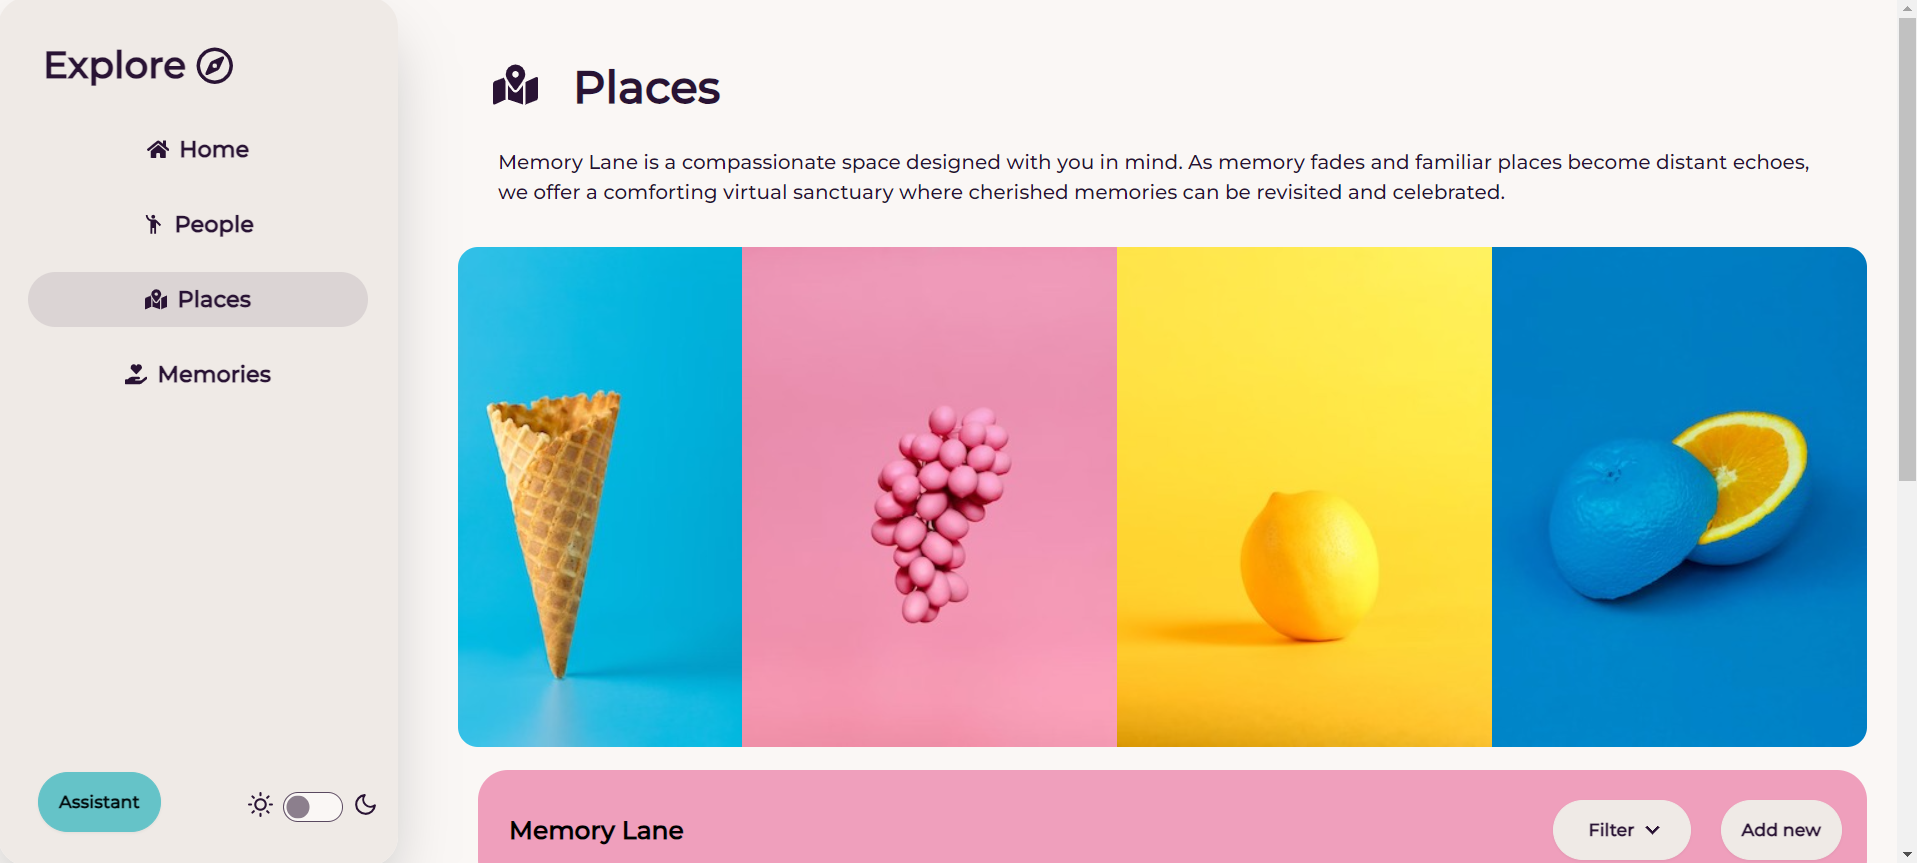 Explore
Home
People
Places
Memories
Assistant
Places
Memory Lane is a compassionate space designed with you in mind. As memory fades and familiar places become distant echoes,
we offer a comforting virtual sanctuary where cherished memories can be revisited and celebrated.
Memory Lane
Filter
Add new